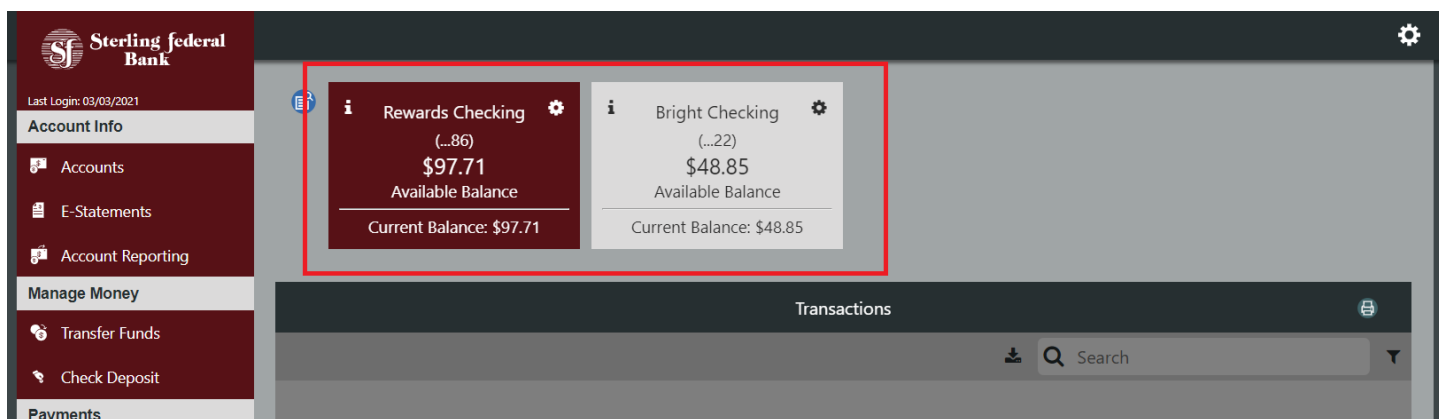 Sterling federal
Bank
Last Login: 03/03/2021
Account Info
Accounts
E-Statements
Account Reporting
Manage Money
Transfer Funds
Check Deposit
Payments
Rewards Checking
(...86)
$97.71
Available Balance
Current Balance: $97.71
Bright Checking
(...22)
$48.85
Available Balance
Current Balance: $48.85
Transactions
Search